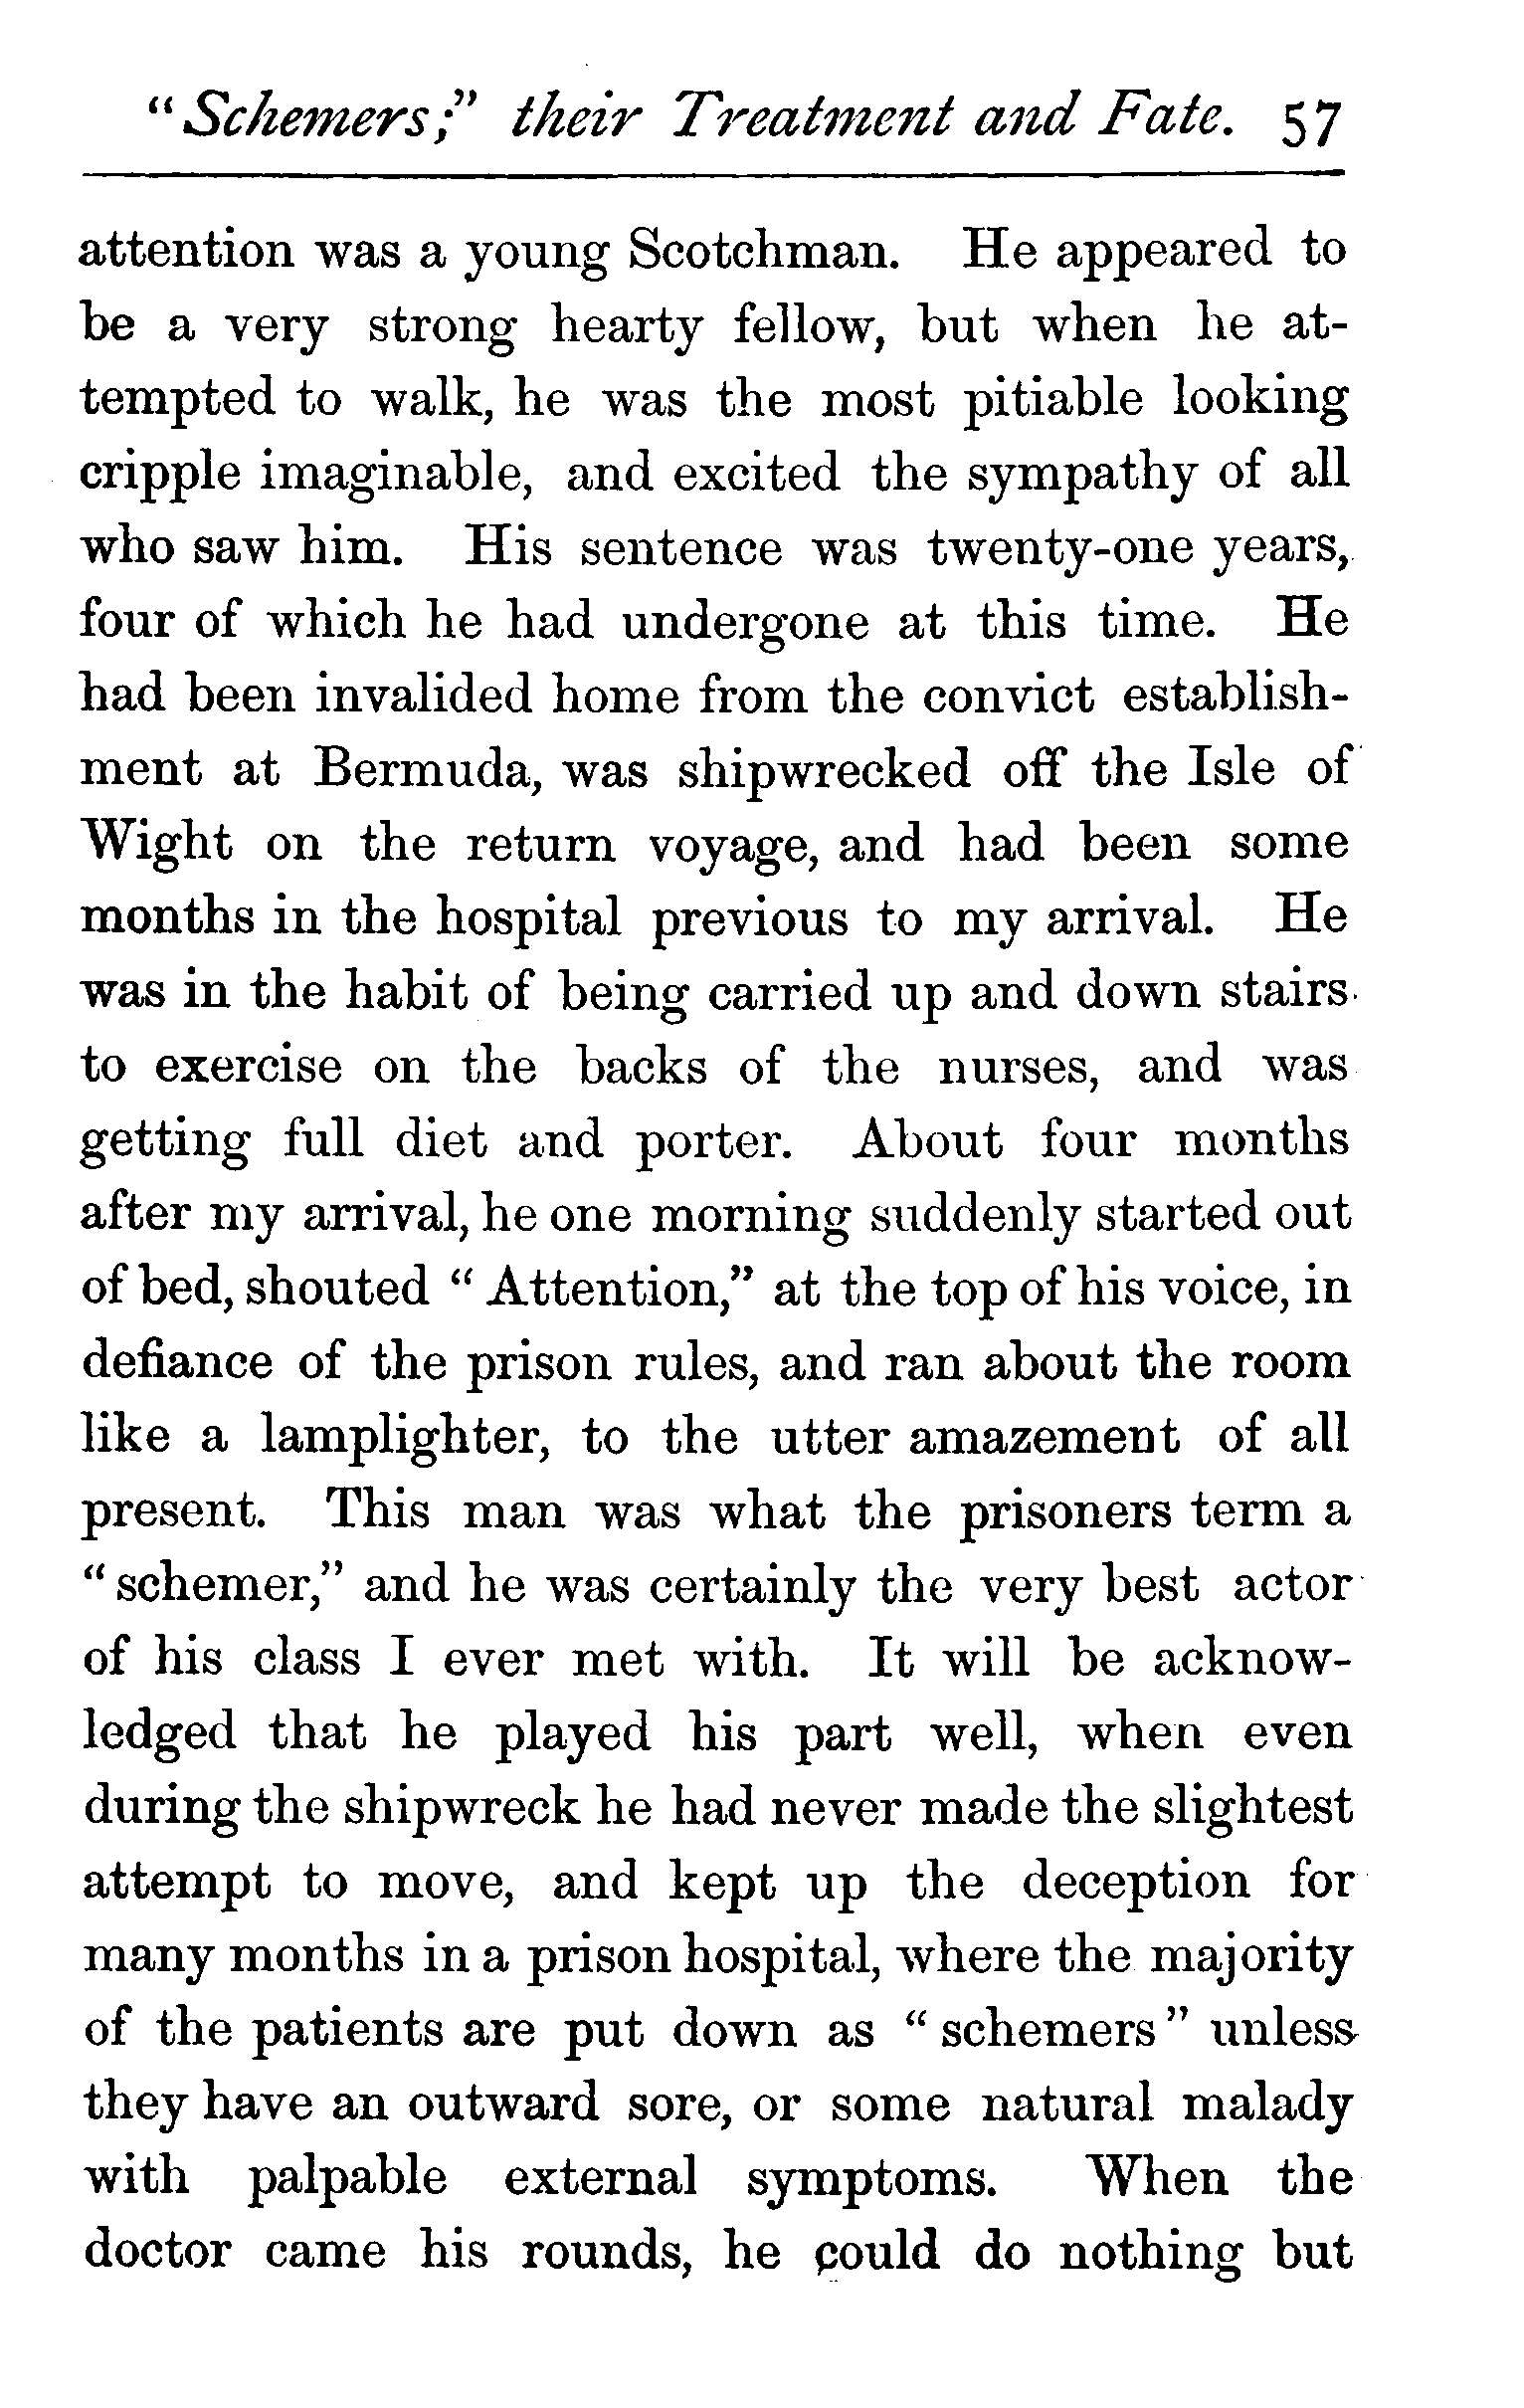 "Schemers;" their Treatment and Fate. 57
attention was a young Scotchman. He appeared to
be a very strong hearty fellow, but when he at-
tempted to walk, he was the most pitiable looking
cripple imaginable, and excited the sympathy of all
who saw him. His sentence was twenty-one years,
four of which he had undergone at this time. He
had been invalided home from the convict establish-
ment at Bermuda, was shipwrecked off the Isle of
Wight on the return voyage, and had been some
months in the hospital previous to my arrival. He
was in the habit of being carried up and down stairs
to exercise on the backs of the nurses, and was
getting full diet and porter. About four months
after my arrival, he one morning suddenly started out
of bed, shouted "Attention," at the top of his voice, in
defiance of the prison rules, and ran about the room
like a lamplighter, to the utter amazement of all
present. This man was what the prisoners term a
"schemer," and he was certainly the very best actor
of his class I ever met with. It will be acknow-
ledged that he played his part well, when even
during the shipwreck he had never made the slightest
attempt to move, and kept up the deception for
many months in a prison hospital, where the majority
of the patients are put down as "schemers" unless
they have an outward sore, or some natural malady
with palpable external symptoms. When the
doctor came his rounds, he could do nothing but